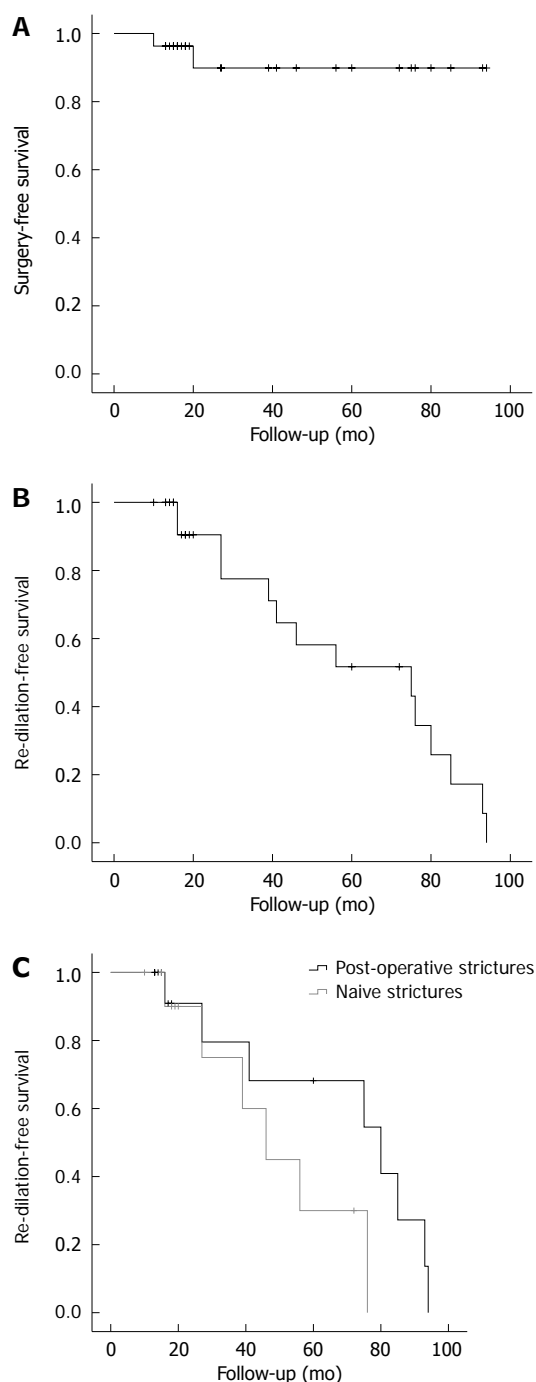 A
1.0
0.8
0.6
0.4
0.2
0.0
Surgery-free survival
0 20 40 60 80 100
Follow-up (mo)
B
1.0
0.8
0.6
0.4
0.2
0.0
Re-dilation-free survival
0 20 40 60 80 100
Follow-up (mo)
C
Post-operative strictures
Naive strictures
1.0
0.8
0.6
0.4
0.2
0.0
Re-dilation-free survival
0 20 40 60 80 100
Follow-up (mo)